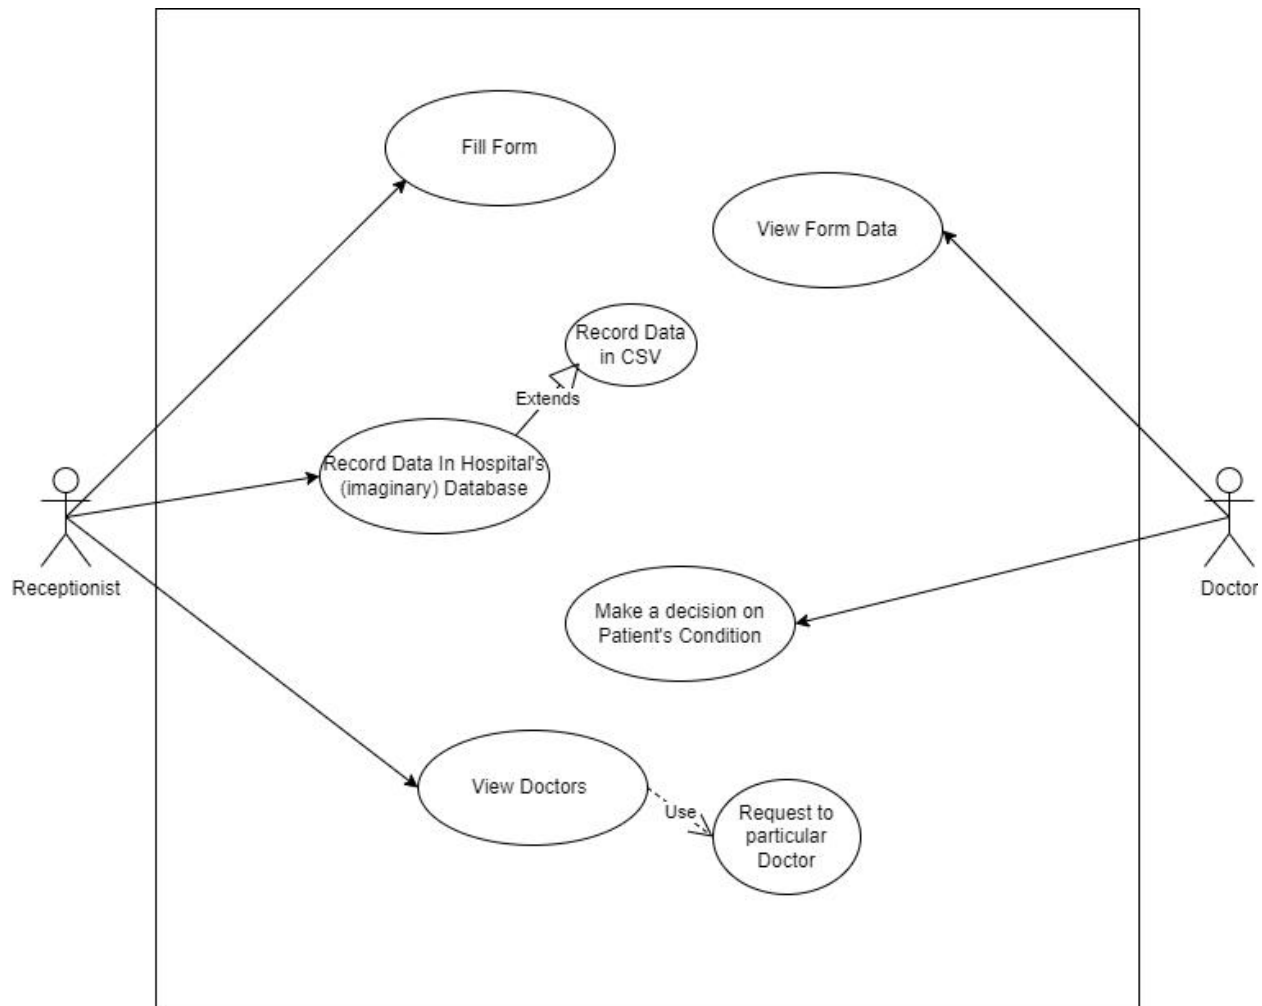 Fill Form
View Form Data
Record Data
in CSV
Extends
Record Data In Hospital's
(imaginary) Database
Receptionist
Doctor
Make a decision on
Patient's Condition
View Doctors
Use
Request to
particular
Doctor